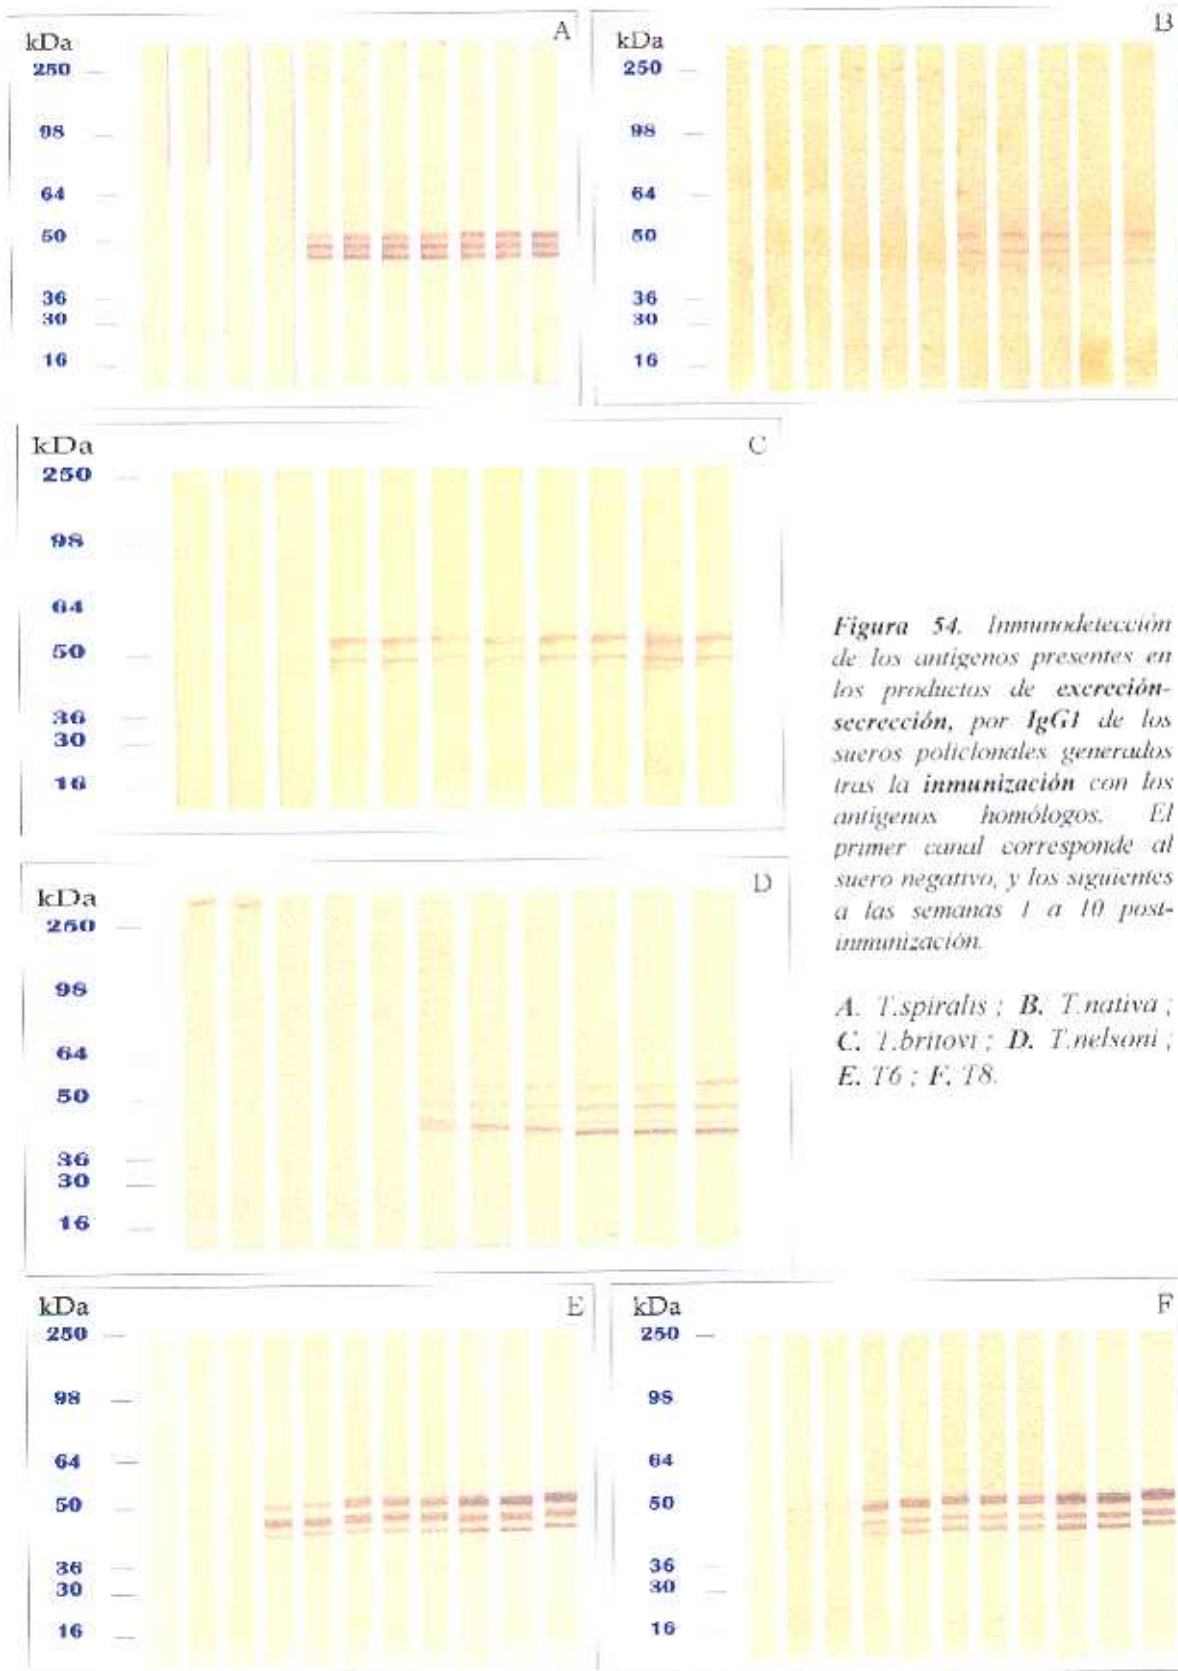 A
kDa
250
98
64
50
36
30
16
B
kDa
250
98
64
50
36
30
16
C
kDa
250
98
64
50
36
30
16
Figura 54. Inmunodetección
de los antígenos presentes en
los productos de excreción-
secrección, por IgG1 de los
sueros policlonales generados
tras la inmunización con los
antígenos homólogos. El
primer canal corresponde al
suero negativo, y los siguientes
a las semanas 1 a 10 post-
inmunización.
A. T.spiralis ; B. T.nativa ;
C. T.britovi ; D. T.nelsoni ;
E. T6 ; F. T8.
D
kDa
250
98
64
50
36
30
16
E
kDa
250
98
64
50
36
30
16
F
kDa
250
98
64
50
36
30
16